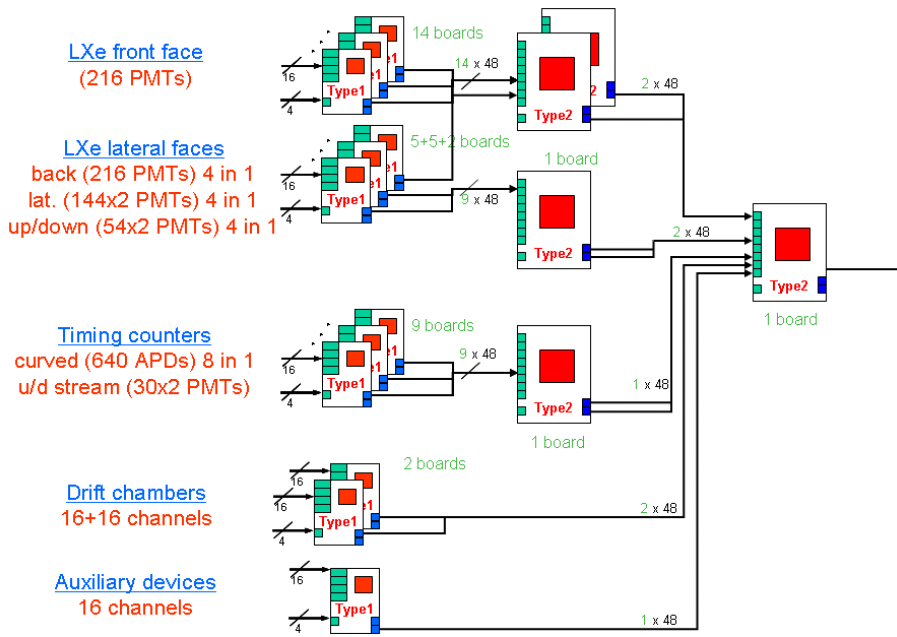 LXe front face
(216 PMTs)
16
4
Type1
14 boards
14 x 48
2
Type2
2 x 48
LXe lateral faces
back (216 PMTs) 4 in 1
lat. (144x2 PMTs) 4 in 1
up/down (54x2 PMTs) 4 in 1
16
4
Type1
5+5+2 boards
9 x 48
1 board
Type2
2 x 48
Type2
1 board
Timing counters
curved (640 APDs) 8 in 1
u/d stream (30x2 PMTs)
16
4
Type1
9 boards
9 x 48
Type2
1 board
1 x 48
Drift chambers
16+16 channels
16
16
4
Type1
2 boards
2 x 48
Auxiliary devices
16 channels
16
4
Type1
1 x 48